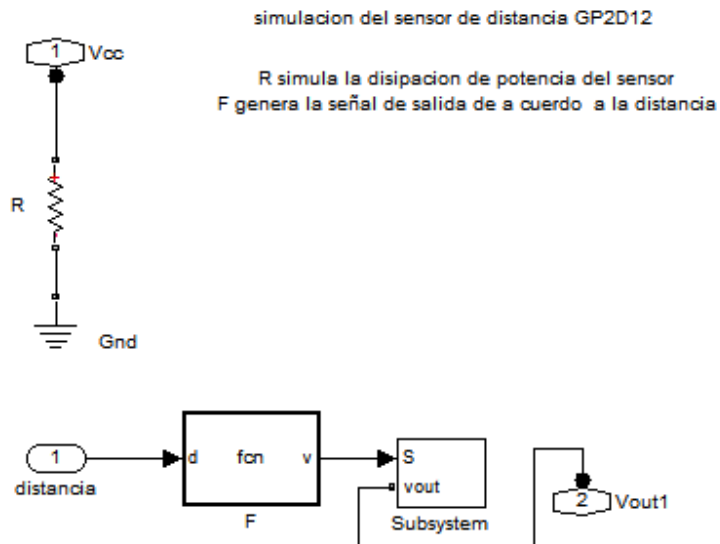 simulacion del sensor de distancia GP2D12
1 Vcc
R simula la disipacion de potencia del sensor
F genera la señal de salida de a cuerdo a la distancia
R
Gnd
1
distancia
d fcn v
F
S
vout
Subsystem
2 Vout1